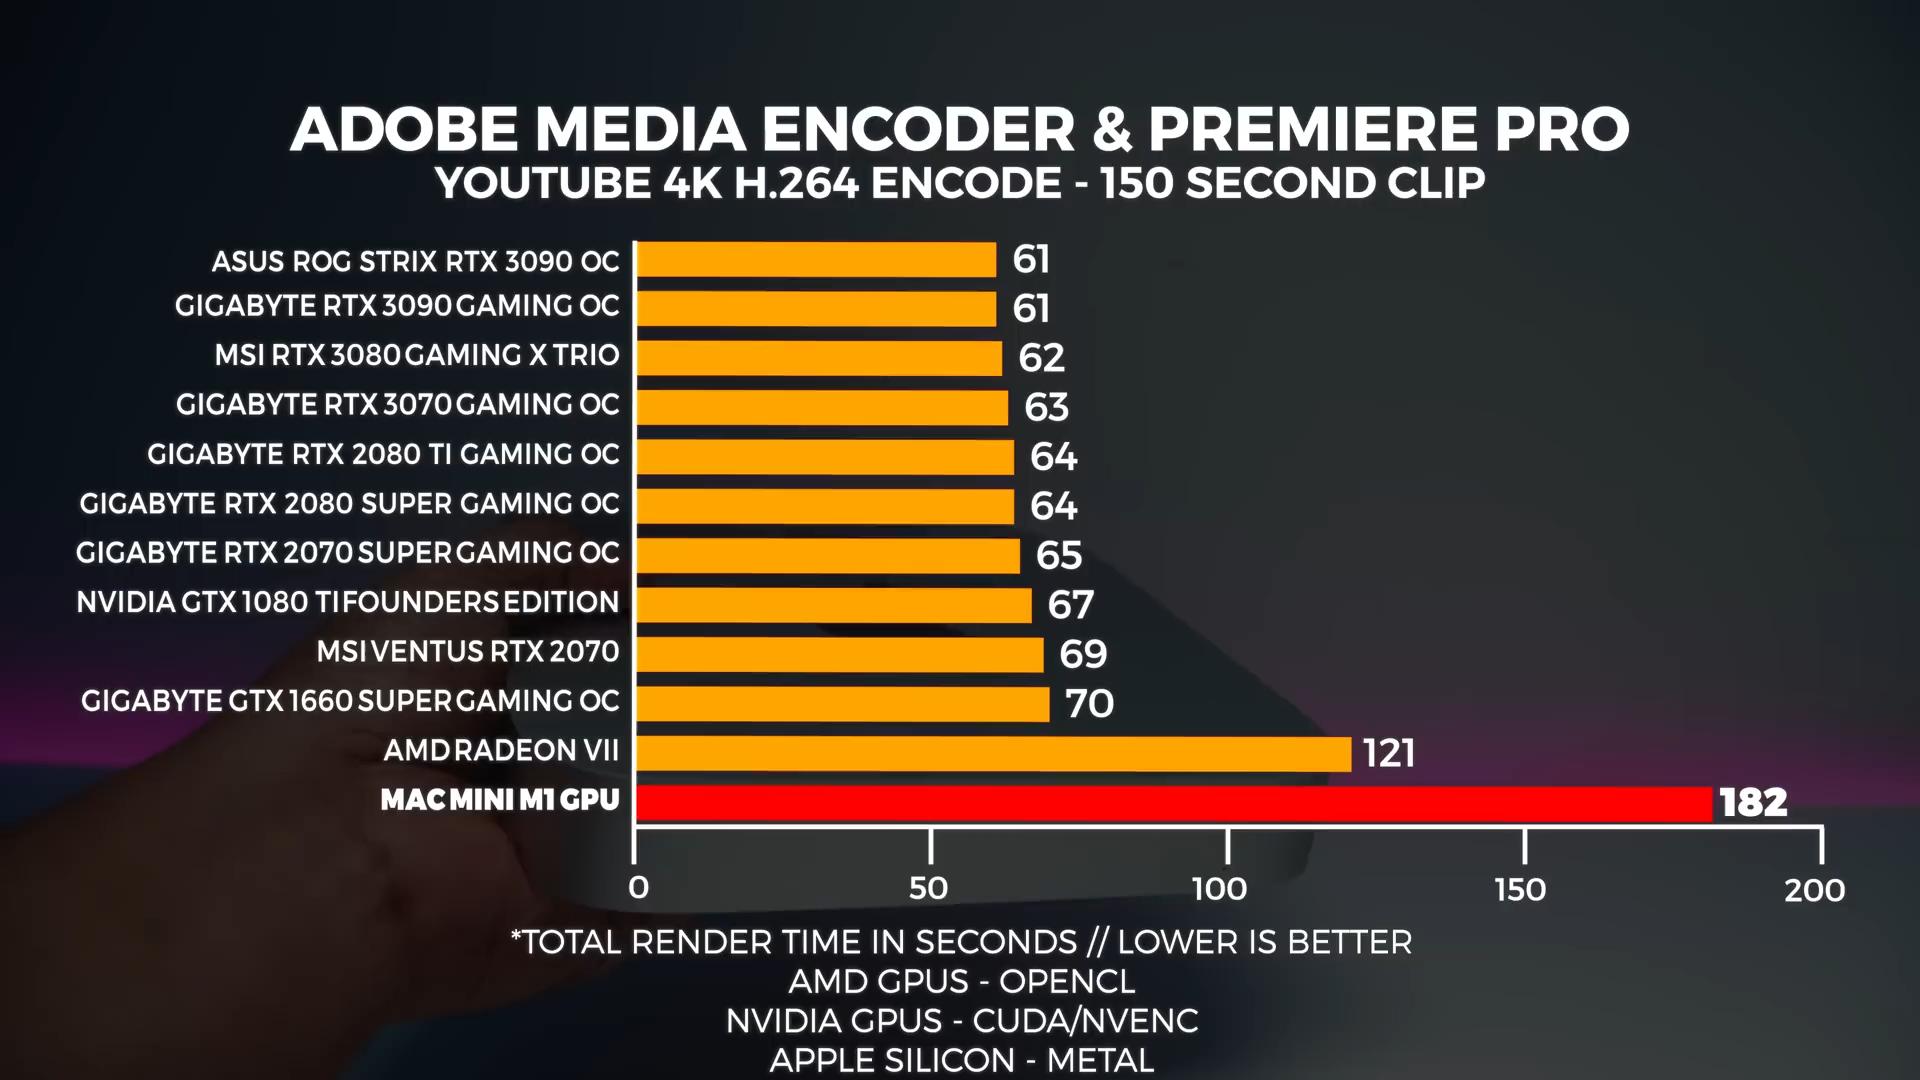 ADOBE MEDIA ENCODER & PREMIERE PRO
YOUTUBE 4K H.264 ENCODE - 150 SECOND CLIP
ASUS ROG STRIX RTX 3090 OC 61
GIGABYTE RTX 3090 GAMING OC 61
MSI RTX 3080 GAMING X TRIO 62
GIGABYTE RTX 3070 GAMING OC 63
GIGABYTE RTX 2080 TI GAMING OC 64
GIGABYTE RTX 2080 SUPER GAMING OC 64
GIGABYTE RTX 2070 SUPER GAMING OC 65
NVIDIA GTX 1080 TI FOUNDERS EDITION 67
MSI VENTUS RTX 2070 69
GIGABYTE GTX 1660 SUPER GAMING OC 70
AMD RADEON VII 121
MAC MINI M1 GPU 182
0 50 100 150 200
*TOTAL RENDER TIME IN SECONDS // LOWER IS BETTER
AMD GPUS - OPENCL
NVIDIA GPUS - CUDA/NVENC
APPLE SILICON - METAL